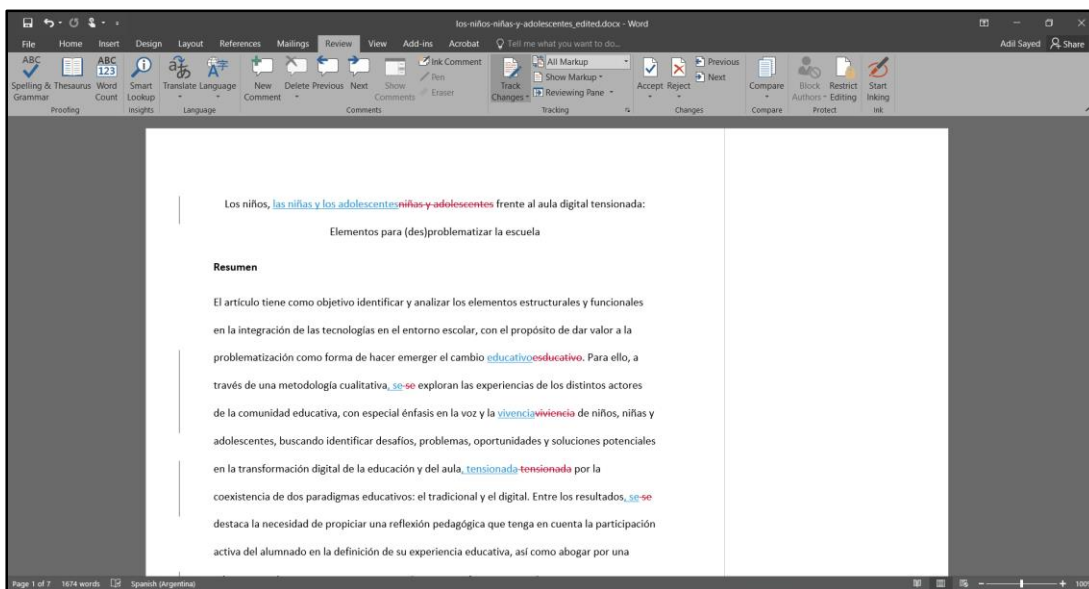 los-niños-niñas-y-adolescentes_edited.docx - Word
File Home Insert Design Layout References Mailings Review View Add-ins Acrobat Tell me what you want to do... Adil Sayed Share
ABC Spelling & Grammar Thesaurus ABC 123 Word Count Smart Lookup Translate Language New Comment Delete Previous Next Show Comments Ink Comment Pen Eraser Track Changes All Markup Show Markup Reviewing Pane Accept Reject Previous Next Compare Block Authors Restrict Editing Start Inking
Proofing Insights Language Comments Tracking Changes Compare Protect Ink
Los niños, las niñas y los adolescentesniñas y adolescentes frente al aula digital tensionada:
Elementos para (des)problematizar la escuela
Resumen
El artículo tiene como objetivo identificar y analizar los elementos estructurales y funcionales
en la integración de las tecnologías en el entorno escolar, con el propósito de dar valor a la
problematización como forma de hacer emerger el cambio educativoesducativo. Para ello, a
través de una metodología cualitativa, se se exploran las experiencias de los distintos actores
de la comunidad educativa, con especial énfasis en la voz y la vivenciaviviencia de niños, niñas y
adolescentes, buscando identificar desafíos, problemas, oportunidades y soluciones potenciales
en la transformación digital de la educación y del aula, tensionada tensionada por la
coexistencia de dos paradigmas educativos: el tradicional y el digital. Entre los resultados, se se
destaca la necesidad de propiciar una reflexión pedagógica que tenga en cuenta la participación
activa del alumnado en la definición de su experiencia educativa, así como abogar por una
Page 1 of 7 1674 words Spanish (Argentina) 100%